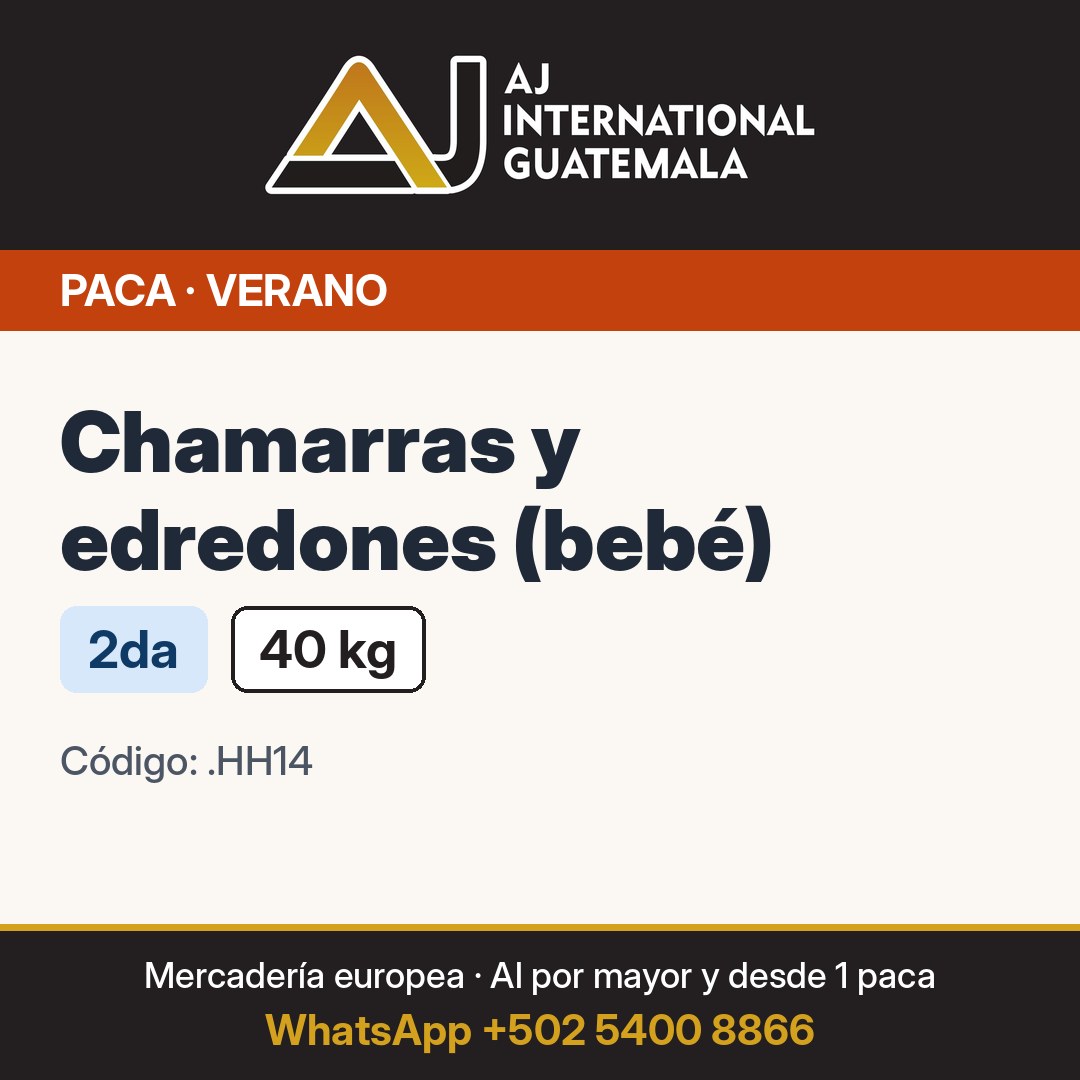 AJ
AJ
INTERNATIONAL
GUATEMALA
PACA · VERANO
Chamarras y
edredones (bebé)
2da
40 kg
Código: .HH14
Mercadería europea · Al por mayor y desde 1 paca
WhatsApp +502 5400 8866